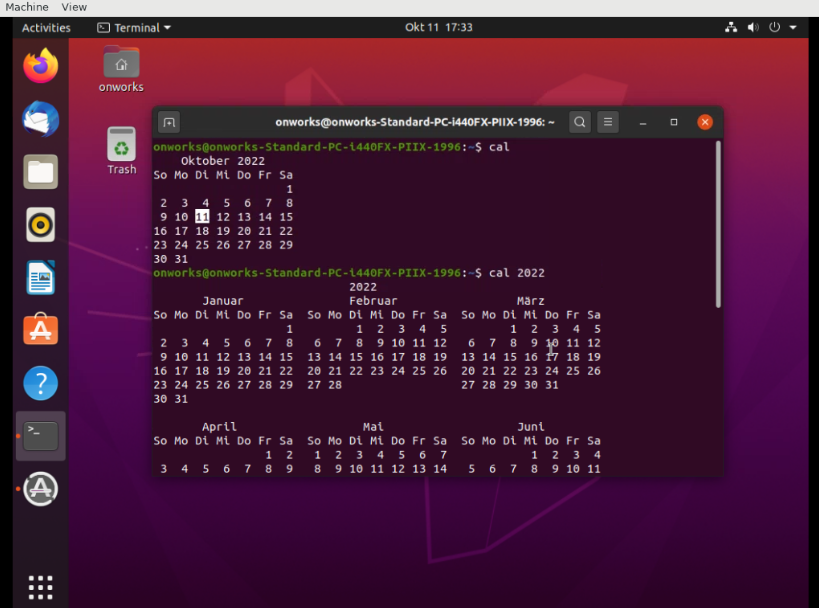 Machine View
Activities Terminal Okt 11 17:33
onworks
Trash
onworks@onworks-Standard-PC-i440FX-PIIX-1996: ~
onworks@onworks-Standard-PC-i440FX-PIIX-1996:~$ cal
Oktober 2022
So Mo Di Mi Do Fr Sa
1
2 3 4 5 6 7 8
9 10 11 12 13 14 15
16 17 18 19 20 21 22
23 24 25 26 27 28 29
30 31
onworks@onworks-Standard-PC-i440FX-PIIX-1996:~$ cal 2022
2022
Januar Februar März
So Mo Di Mi Do Fr Sa So Mo Di Mi Do Fr Sa So Mo Di Mi Do Fr Sa
1 1 2 3 4 5 1 2 3 4 5
2 3 4 5 6 7 8 6 7 8 9 10 11 12 6 7 8 9 10 11 12
9 10 11 12 13 14 15 13 14 15 16 17 18 19 13 14 15 16 17 18 19
16 17 18 19 20 21 22 20 21 22 23 24 25 26 20 21 22 23 24 25 26
23 24 25 26 27 28 29 27 28 27 28 29 30 31
30 31
April Mai Juni
So Mo Di Mi Do Fr Sa So Mo Di Mi Do Fr Sa So Mo Di Mi Do Fr Sa
1 2 1 2 3 4 5 6 7 1 2 3 4
3 4 5 6 7 8 9 8 9 10 11 12 13 14 5 6 7 8 9 10 11